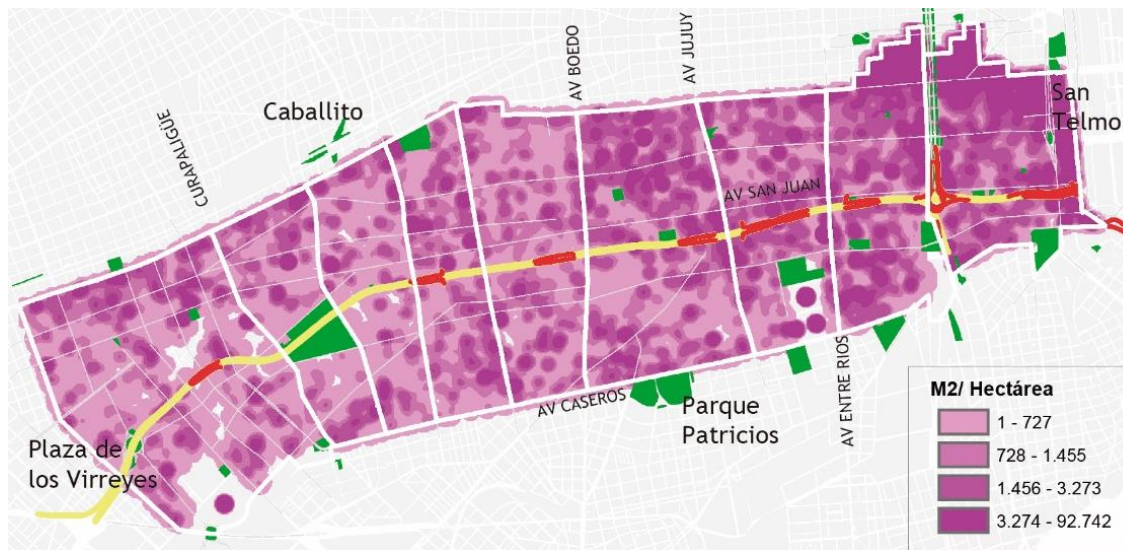 CURAPALIGÜE
Caballito
AV BOEDO
AV JUJUY
San
Telmo
AV SAN JUAN
Plaza de
los Virreyes
AV CASEROS
Parque
Patricios
AV ENTRE RIOS
M2/ Hectárea
1 - 727
728 - 1.455
1.456 - 3.273
3.274 - 92.742